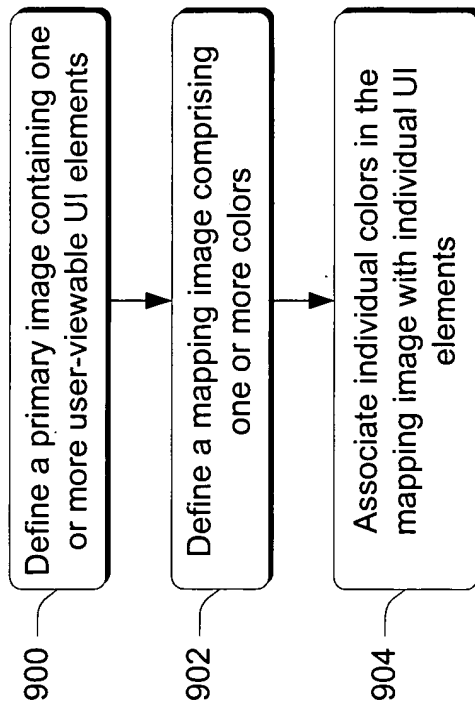 900
Define a primary image containing one
or more user-viewable UI elements
902
Define a mapping image comprising
one or more colors
904
Associate individual colors in the
mapping image with individual UI
elements